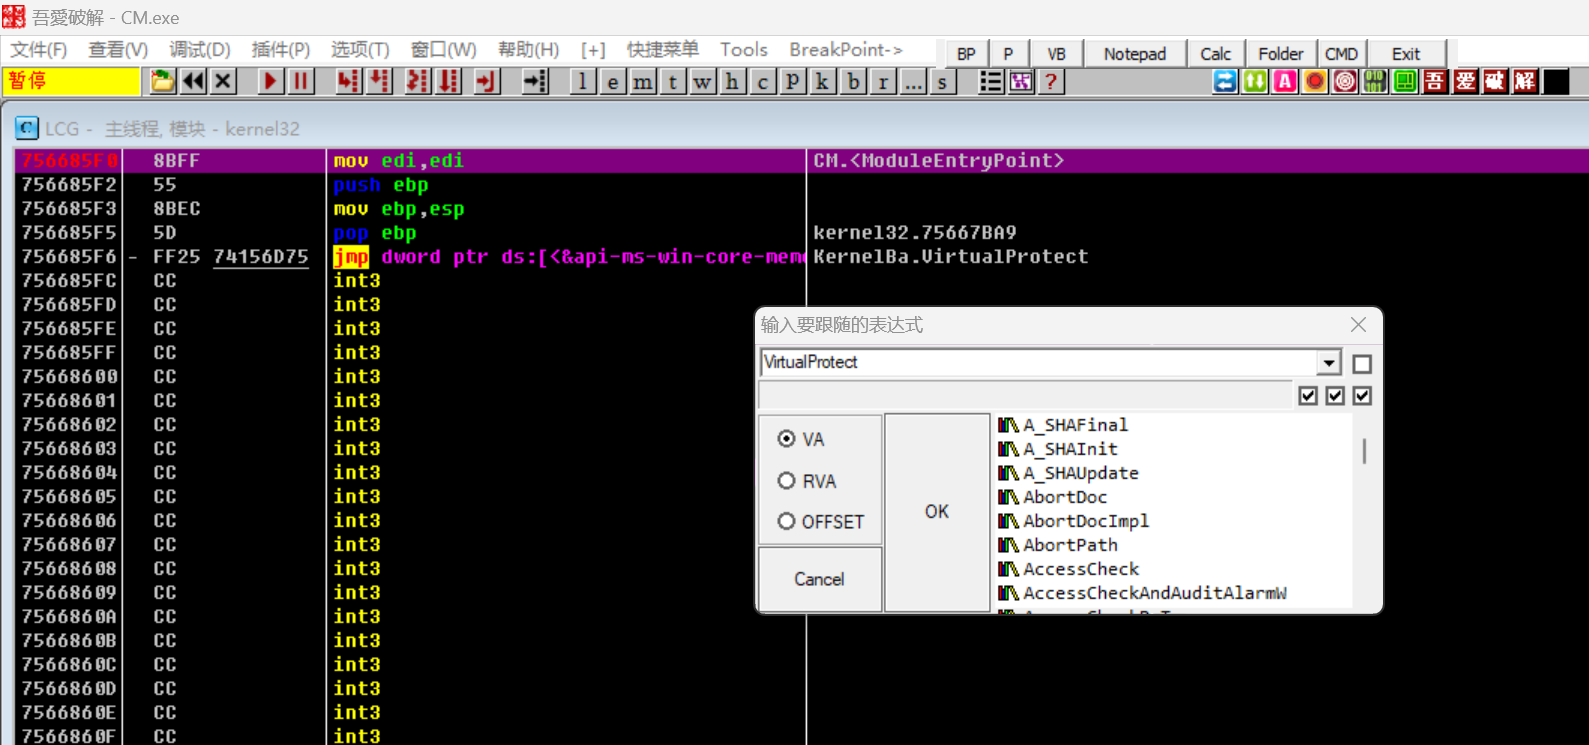 吾愛破解 - CM.exe
文件(F) 查看(V) 调试(D) 插件(P) 选项(T) 窗口(W) 帮助(H) [+] 快捷菜单 Tools BreakPoint-> BP P VB Notepad Calc Folder CMD Exit
暂停 l e m t w h c p k b r ... s ? A 吾 爱 破 解
C LCG - 主线程, 模块 - kernel32
756685F0 8BFF mov edi,edi CM.<ModuleEntryPoint>
756685F2 55 push ebp
756685F3 8BEC mov ebp,esp
756685F5 5D pop ebp kernel32.75667BA9
756685F6 - FF25 74156D75 jmp dword ptr ds:[<&api-ms-win-core-mem KernelBa.VirtualProtect
756685FC CC int3
756685FD CC int3
756685FE CC int3
756685FF CC int3
75668600 CC int3
75668601 CC int3
75668602 CC int3
75668603 CC int3
75668604 CC int3
75668605 CC int3
75668606 CC int3
75668607 CC int3
75668608 CC int3
75668609 CC int3
7566860A CC int3
7566860B CC int3
7566860C CC int3
7566860D CC int3
7566860E CC int3
7566860F CC int3
输入要跟随的表达式
VirtualProtect
VA
RVA
OFFSET
Cancel
OK
A_SHAFinal
A_SHAInit
A_SHAUpdate
AbortDoc
AbortDocImpl
AbortPath
AccessCheck
AccessCheckAndAuditAlarmW